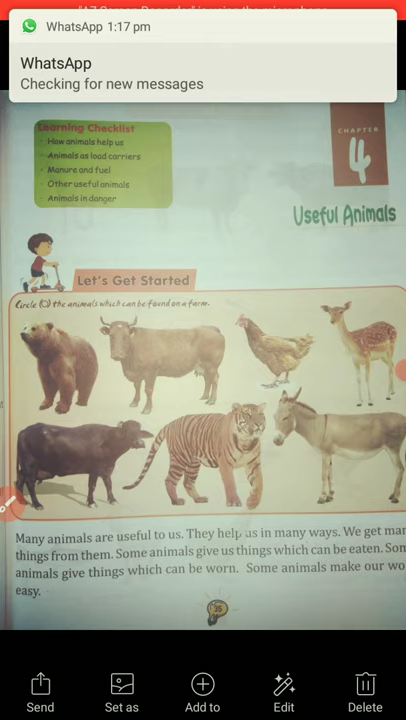 WhatsApp 1:17 pm
WhatsApp
Checking for new messages
Learning Checklist
How animals help us
Animals as load carriers
Manure and fuel
Other useful animals
Animals in danger
CHAPTER
4
Useful Animals
Let's Get Started
Circle (O) the animals which can be found on a farm.
Many animals are useful to us. They help us in many ways. We get
things from them. Some animals give us things which can be eaten.
animals give things which can be worn. Some animals make our
easy.
35
Send
Set as
Add to
Edit
Delete